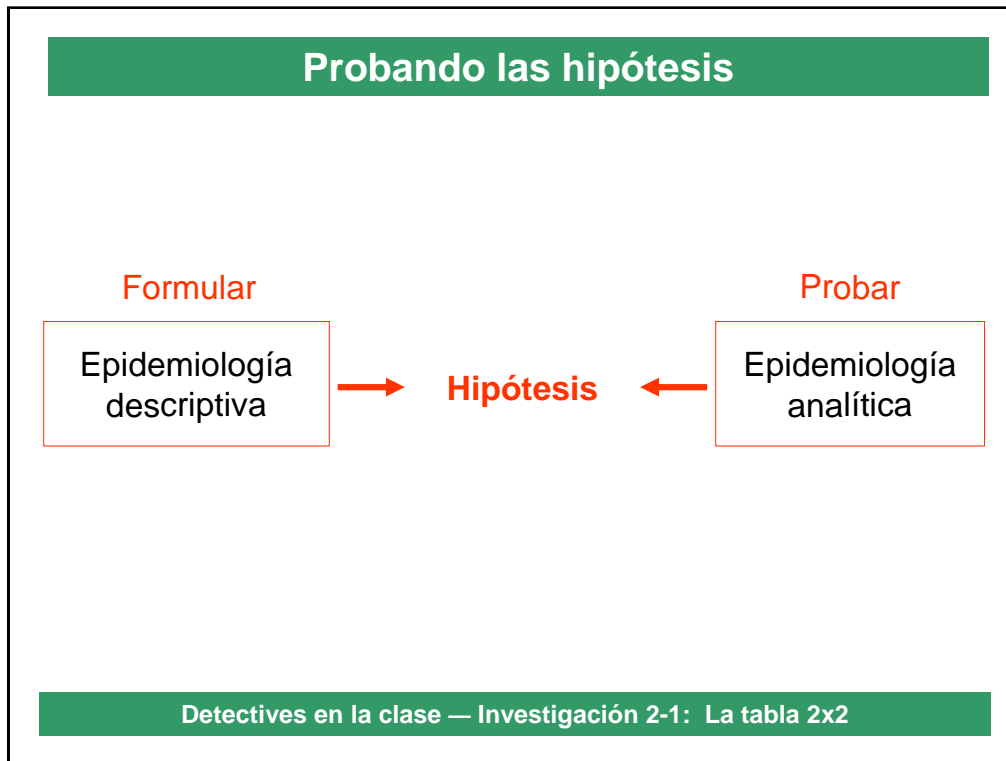 Probando las hipótesis
Formular
Probar
Epidemiología
descriptiva
Hipótesis
Epidemiología
analítica
Detectives en la clase — Investigación 2-1: La tabla 2x2